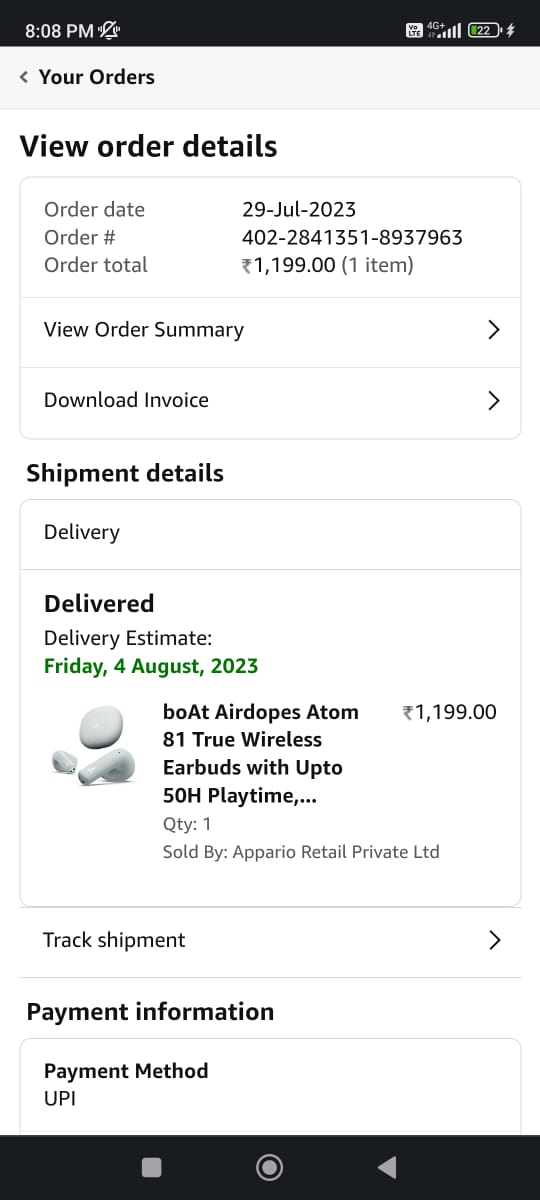 8:08 PM
Vo LTE 4G+ 22
Your Orders
View order details
Order date 29-Jul-2023
Order # 402-2841351-8937963
Order total ₹1,199.00 (1 item)
View Order Summary
Download Invoice
Shipment details
Delivery
Delivered
Delivery Estimate:
Friday, 4 August, 2023
boAt Airdopes Atom ₹1,199.00
81 True Wireless
Earbuds with Upto
50H Playtime,...
Qty: 1
Sold By: Appario Retail Private Ltd
Track shipment
Payment information
Payment Method
UPI